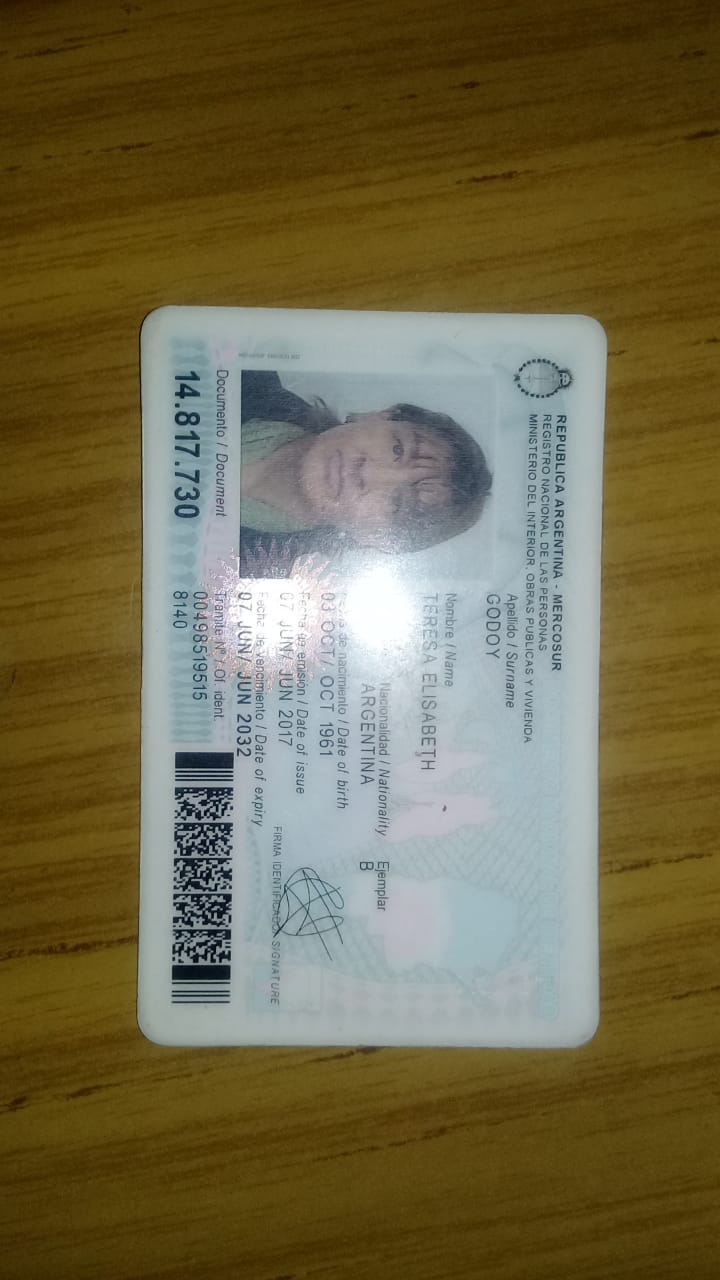 REPUBLICA ARGENTINA - MERCOSUR
REGISTRO NACIONAL DE LAS PERSONAS
MINISTERIO DEL INTERIOR, OBRAS PUBLICAS Y VIVIENDA
Apellido / Surname
GODOY
Nombre / Name
TERESA ELISABETH
Nacionalidad / Nationality Ejemplar
ARGENTINA B
de nacimiento / Date of birth
03 OCT/ OCT 1961
Fecha de emisión / Date of issue
07 JUN/ JUN 2017
Fecha de vencimiento / Date of expiry
07 JUN/ JUN 2032
FIRMA IDENTIFICADO/ SIGNATURE
Documento / Document
14.817.730
Trámite Nº / Of. ident.
00498519515
8140